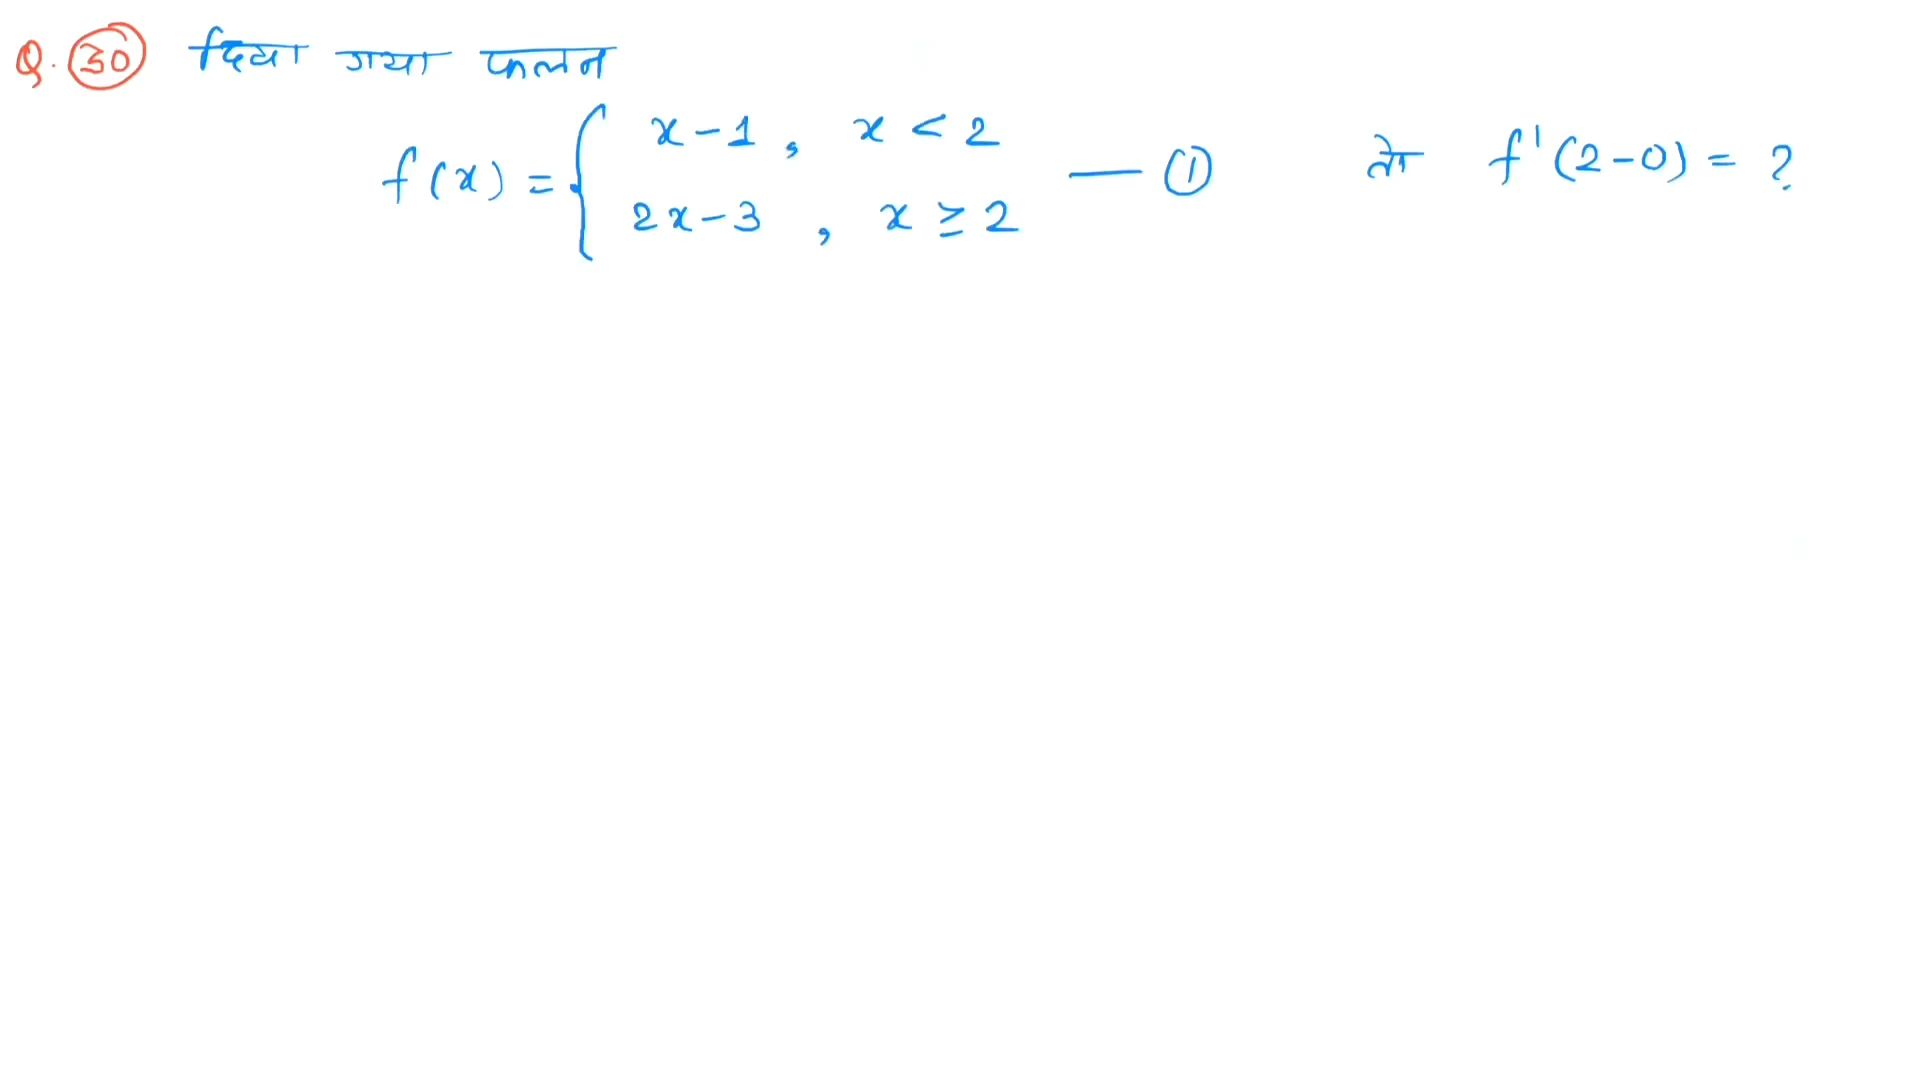 Q. 30 दिया गया फलन
f(x) = { x-1 , x < 2
2x-3 , x ≥ 2
— ① तो f'(2-0) = ?